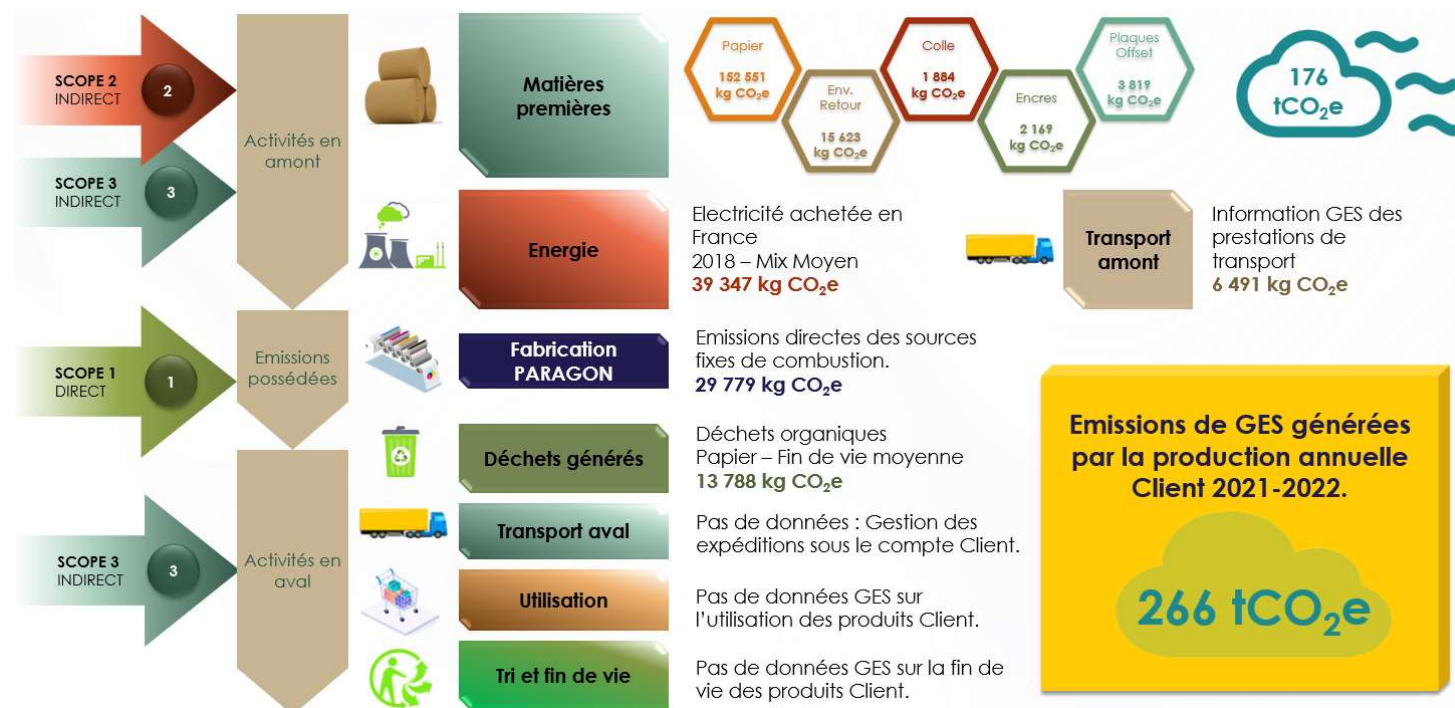 SCOPE 2
INDIRECT
2
SCOPE 3
INDIRECT
3
Activités en
amont
Matières
premières
Papier
152 551
kg CO₂e
Env.
Retour
15 623
kg CO₂e
Colle
1 884
kg CO₂e
Encres
2 169
kg CO₂e
Plaques
Offset
3 819
kg CO₂e
176
tCO₂e
Energie
Electricité achetée en
France
2018 – Mix Moyen
39 347 kg CO₂e
Transport
amont
Information GES des
prestations de
transport
6 491 kg CO₂e
SCOPE 1
DIRECT
1
Emissions
possédées
Fabrication
PARAGON
Emissions directes des sources
fixes de combustion.
29 779 kg CO₂e
SCOPE 3
INDIRECT
3
Activités en
aval
Déchets générés
Déchets organiques
Papier – Fin de vie moyenne
13 788 kg CO₂e
Transport aval
Pas de données : Gestion des
expéditions sous le compte Client.
Utilisation
Pas de données GES sur
l’utilisation des produits Client.
Tri et fin de vie
Pas de données GES sur la fin de
vie des produits Client.
Emissions de GES générées
par la production annuelle
Client 2021-2022.
266 tCO₂e